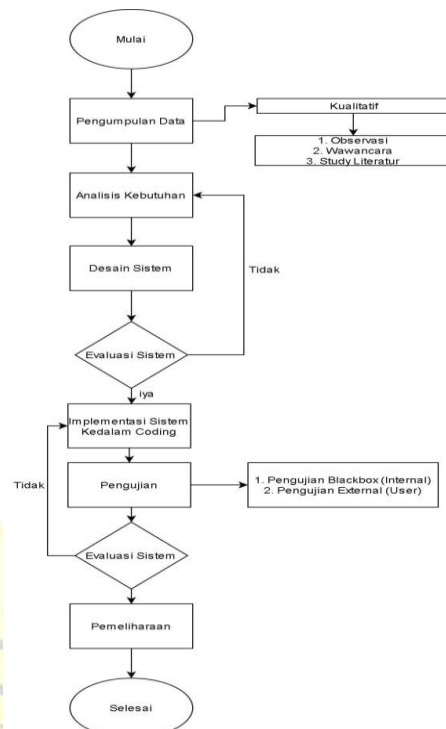 Mulai
Pengumpulan Data
Kualitatif
1. Observasi
2. Wawancara
3. Study Literatur
Analisis Kebutuhan
Desain Sistem
Tidak
Evaluasi Sistem
iya
Implementasi Sistem
Kedalam Coding
Tidak
Pengujian
1. Pengujian Blackbox (Internal)
2. Pengujian External (User)
Evaluasi Sistem
Pemeliharaan
Selesai